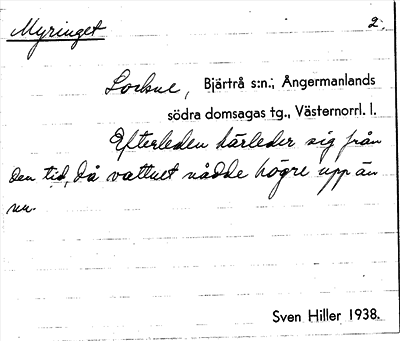 Myringet 2.
Lockne, Bjärtrå s:n:, Ångermanlands
södra domsagas tg., Västernorrl. l.
Efterleden härleder sig från
den tid, då vattnet nådde högre upp än
nu.
Sven Hiller 1938.